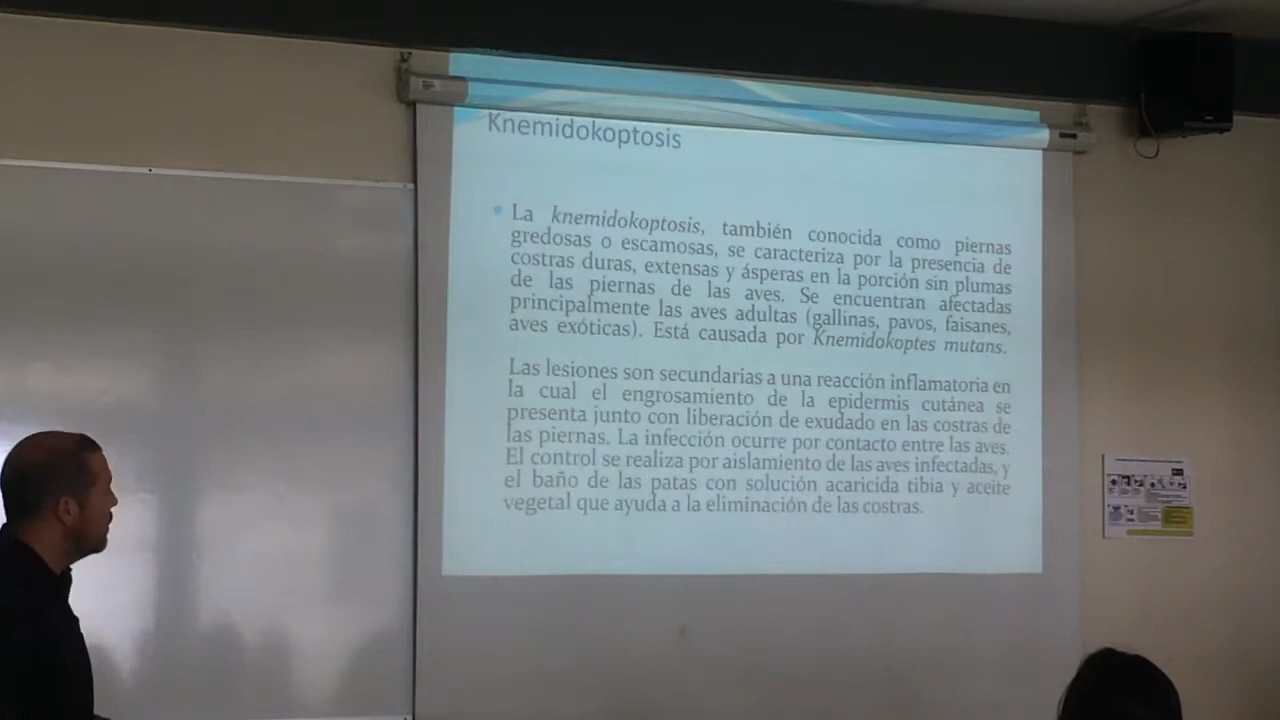 Knemidokoptosis
La knemidokoptosis, también conocida como piernas
gredosas o escamosas, se caracteriza por la presencia de
costras duras, extensas y ásperas en la porción sin plumas
de las piernas de las aves. Se encuentran afectadas
principalmente las aves adultas (gallinas, pavos, faisanes,
aves exóticas). Está causada por Knemidokoptes mutans.
Las lesiones son secundarias a una reacción inflamatoria en
la cual el engrosamiento de la epidermis cutánea se
presenta junto con liberación de exudado en las costras de
las piernas. La infección ocurre por contacto entre las aves.
El control se realiza por aislamiento de las aves infectadas, y
el baño de las patas con solución acaricida tibia y aceite
vegetal que ayuda a la eliminación de las costras.